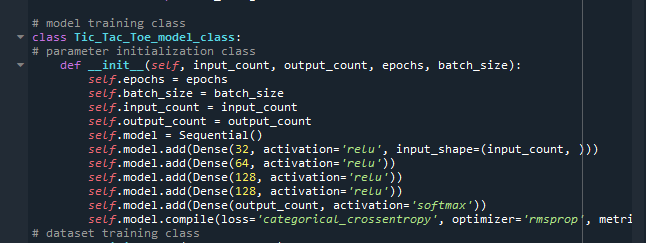 # model training class
class Tic_Tac_Toe_model_class:
# parameter initialization class
    def __init__(self, input_count, output_count, epochs, batch_size):
        self.epochs = epochs
        self.batch_size = batch_size
        self.input_count = input_count
        self.output_count = output_count
        self.model = Sequential()
        self.model.add(Dense(32, activation='relu', input_shape=(input_count, )))
        self.model.add(Dense(64, activation='relu'))
        self.model.add(Dense(128, activation='relu'))
        self.model.add(Dense(128, activation='relu'))
        self.model.add(Dense(output_count, activation='softmax'))
        self.model.compile(loss='categorical_crossentropy', optimizer='rmsprop', metri
# dataset training class